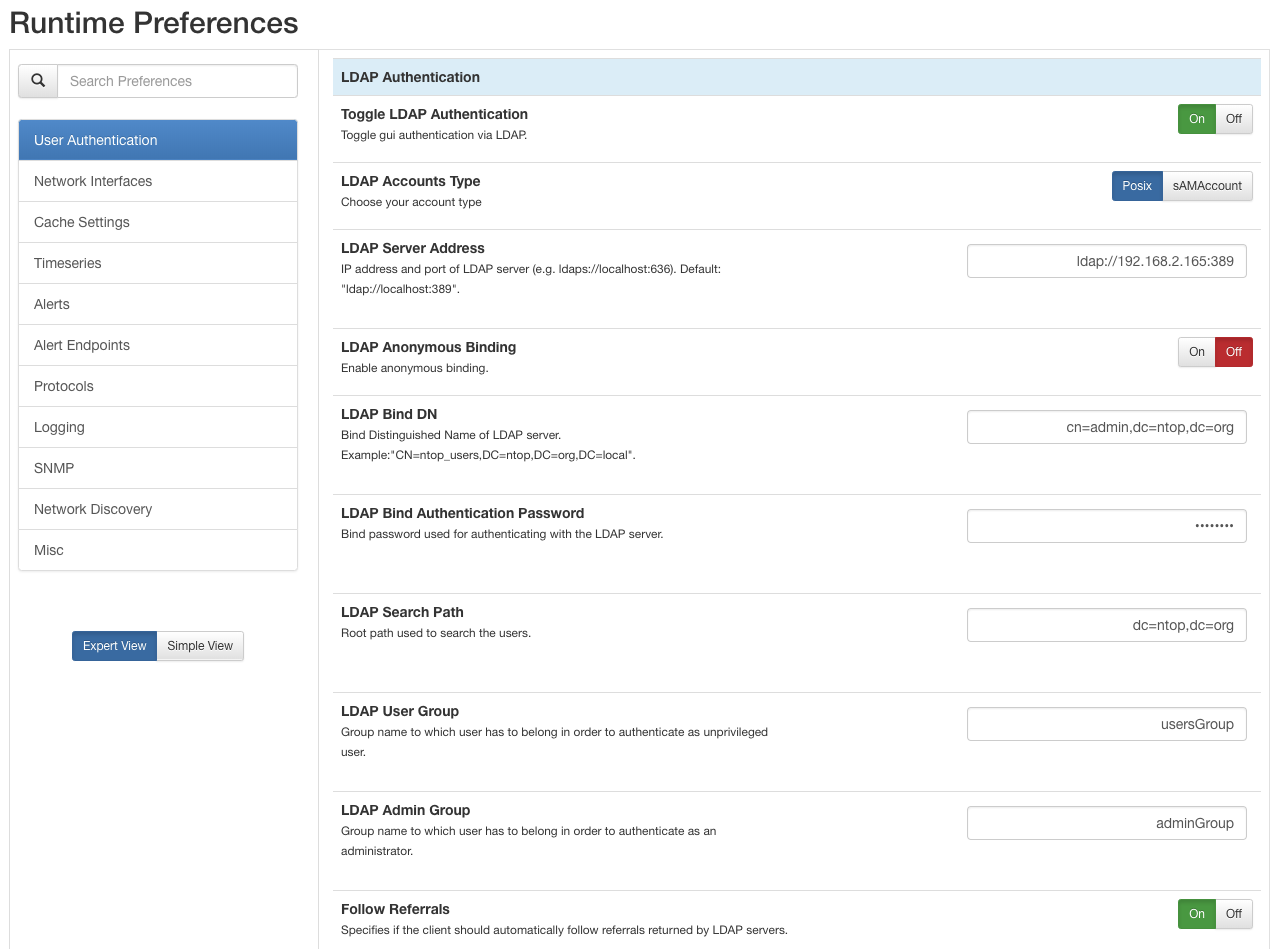 Runtime Preferences
Search Preferences
User Authentication
Network Interfaces
Cache Settings
Timeseries
Alerts
Alert Endpoints
Protocols
Logging
SNMP
Network Discovery
Misc
Expert View Simple View
LDAP Authentication
Toggle LDAP Authentication
Toggle gui authentication via LDAP.
On Off
LDAP Accounts Type
Choose your account type
Posix sAMAccount
LDAP Server Address
IP address and port of LDAP server (e.g. ldaps://localhost:636). Default:
"ldap://localhost:389".
ldap://192.168.2.165:389
LDAP Anonymous Binding
Enable anonymous binding.
On Off
LDAP Bind DN
Bind Distinguished Name of LDAP server.
Example:"CN=ntop_users,DC=ntop,DC=org,DC=local".
cn=admin,dc=ntop,dc=org
LDAP Bind Authentication Password
Bind password used for authenticating with the LDAP server.
••••••••
LDAP Search Path
Root path used to search the users.
dc=ntop,dc=org
LDAP User Group
Group name to which user has to belong in order to authenticate as unprivileged
user.
usersGroup
LDAP Admin Group
Group name to which user has to belong in order to authenticate as an
administrator.
adminGroup
Follow Referrals
Specifies if the client should automatically follow referrals returned by LDAP servers.
On Off